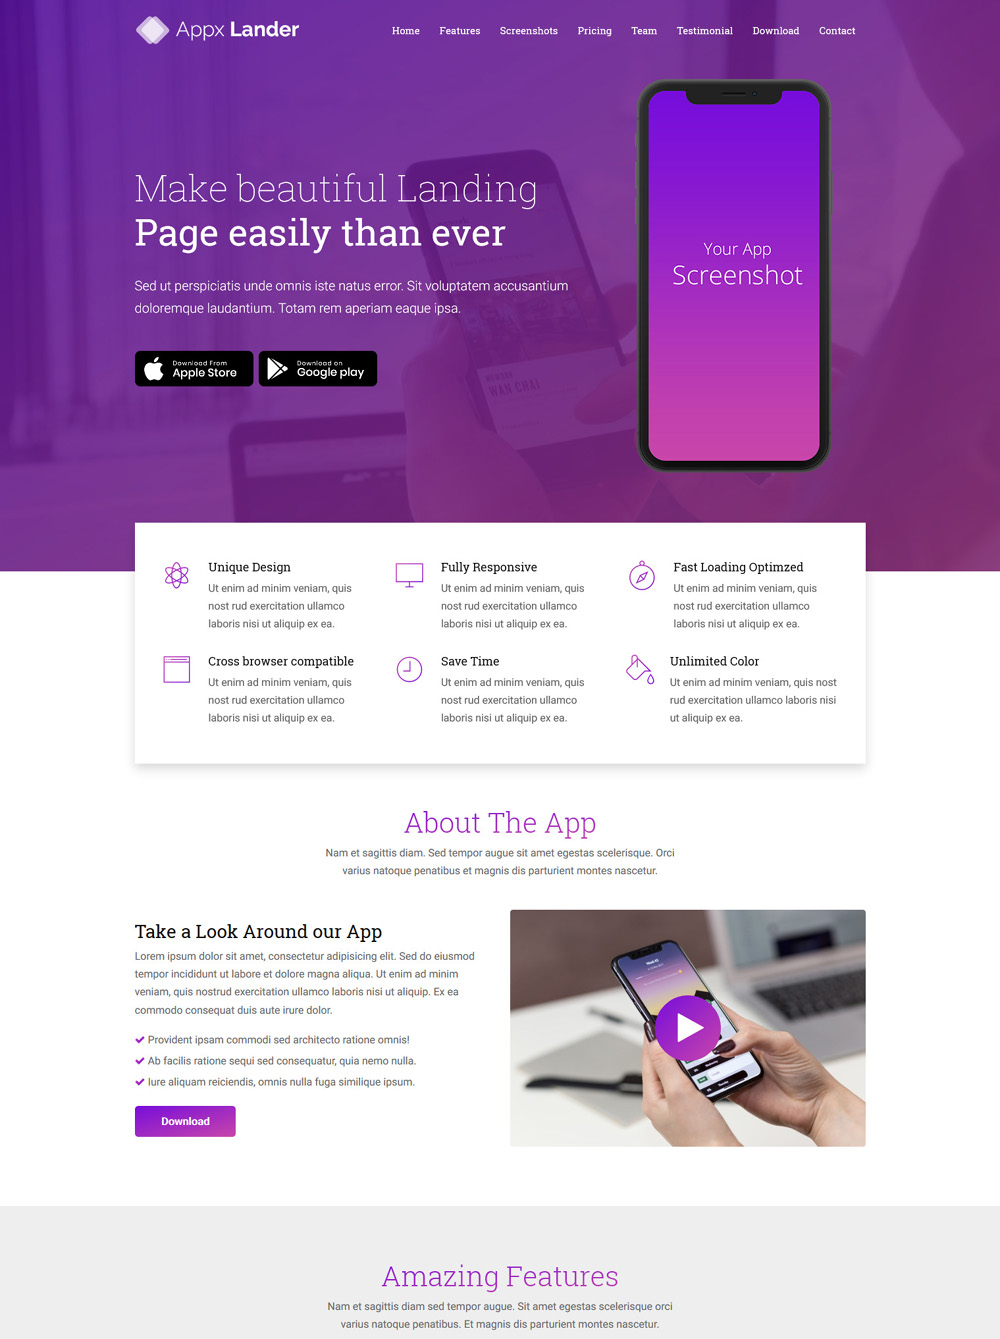 Appx Lander
Home Features Screenshots Pricing Team Testimonial Download Contact
Make beautiful Landing
Page easily than ever
Sed ut perspiciatis unde omnis iste natus error. Sit voluptatem accusantium
doloremque laudantium. Totam rem aperiam eaque ipsa.
Download From
Apple Store
Download on
Google play
WAN CHAI
Your App
Screenshot
Unique Design
Ut enim ad minim veniam, quis
nost rud exercitation ullamco
laboris nisi ut aliquip ex ea.
Fully Responsive
Ut enim ad minim veniam, quis
nost rud exercitation ullamco
laboris nisi ut aliquip ex ea.
Fast Loading Optimzed
Ut enim ad minim veniam, quis
nost rud exercitation ullamco
laboris nisi ut aliquip ex ea.
Cross browser compatible
Ut enim ad minim veniam, quis
nost rud exercitation ullamco
laboris nisi ut aliquip ex ea.
Save Time
Ut enim ad minim veniam, quis
nost rud exercitation ullamco
laboris nisi ut aliquip ex ea.
Unlimited Color
Ut enim ad minim veniam, quis nost
rud exercitation ullamco laboris nisi
ut aliquip ex ea.
About The App
Nam et sagittis diam. Sed tempor augue sit amet egestas scelerisque. Orci
varius natoque penatibus et magnis dis parturient montes nascetur.
Take a Look Around our App
Lorem ipsum dolor sit amet, consectetur adipisicing elit. Sed do eiusmod
tempor incididunt ut labore et dolore magna aliqua. Ut enim ad minim
veniam, quis nostrud exercitation ullamco laboris nisi ut aliquip. Ex ea
commodo consequat duis aute irure dolor.
Provident ipsam commodi sed architecto ratione omnis!
Ab facilis ratione sequi sed consequatur, quia nemo nulla.
Iure aliquam reiciendis, omnis nulla fuga similique ipsum.
Download
Amazing Features
Nam et sagittis diam sed tempor augue. Sit amet egestas scelerisque orci
varius natoque penatibus. Et magnis dis parturient montes nascetur.